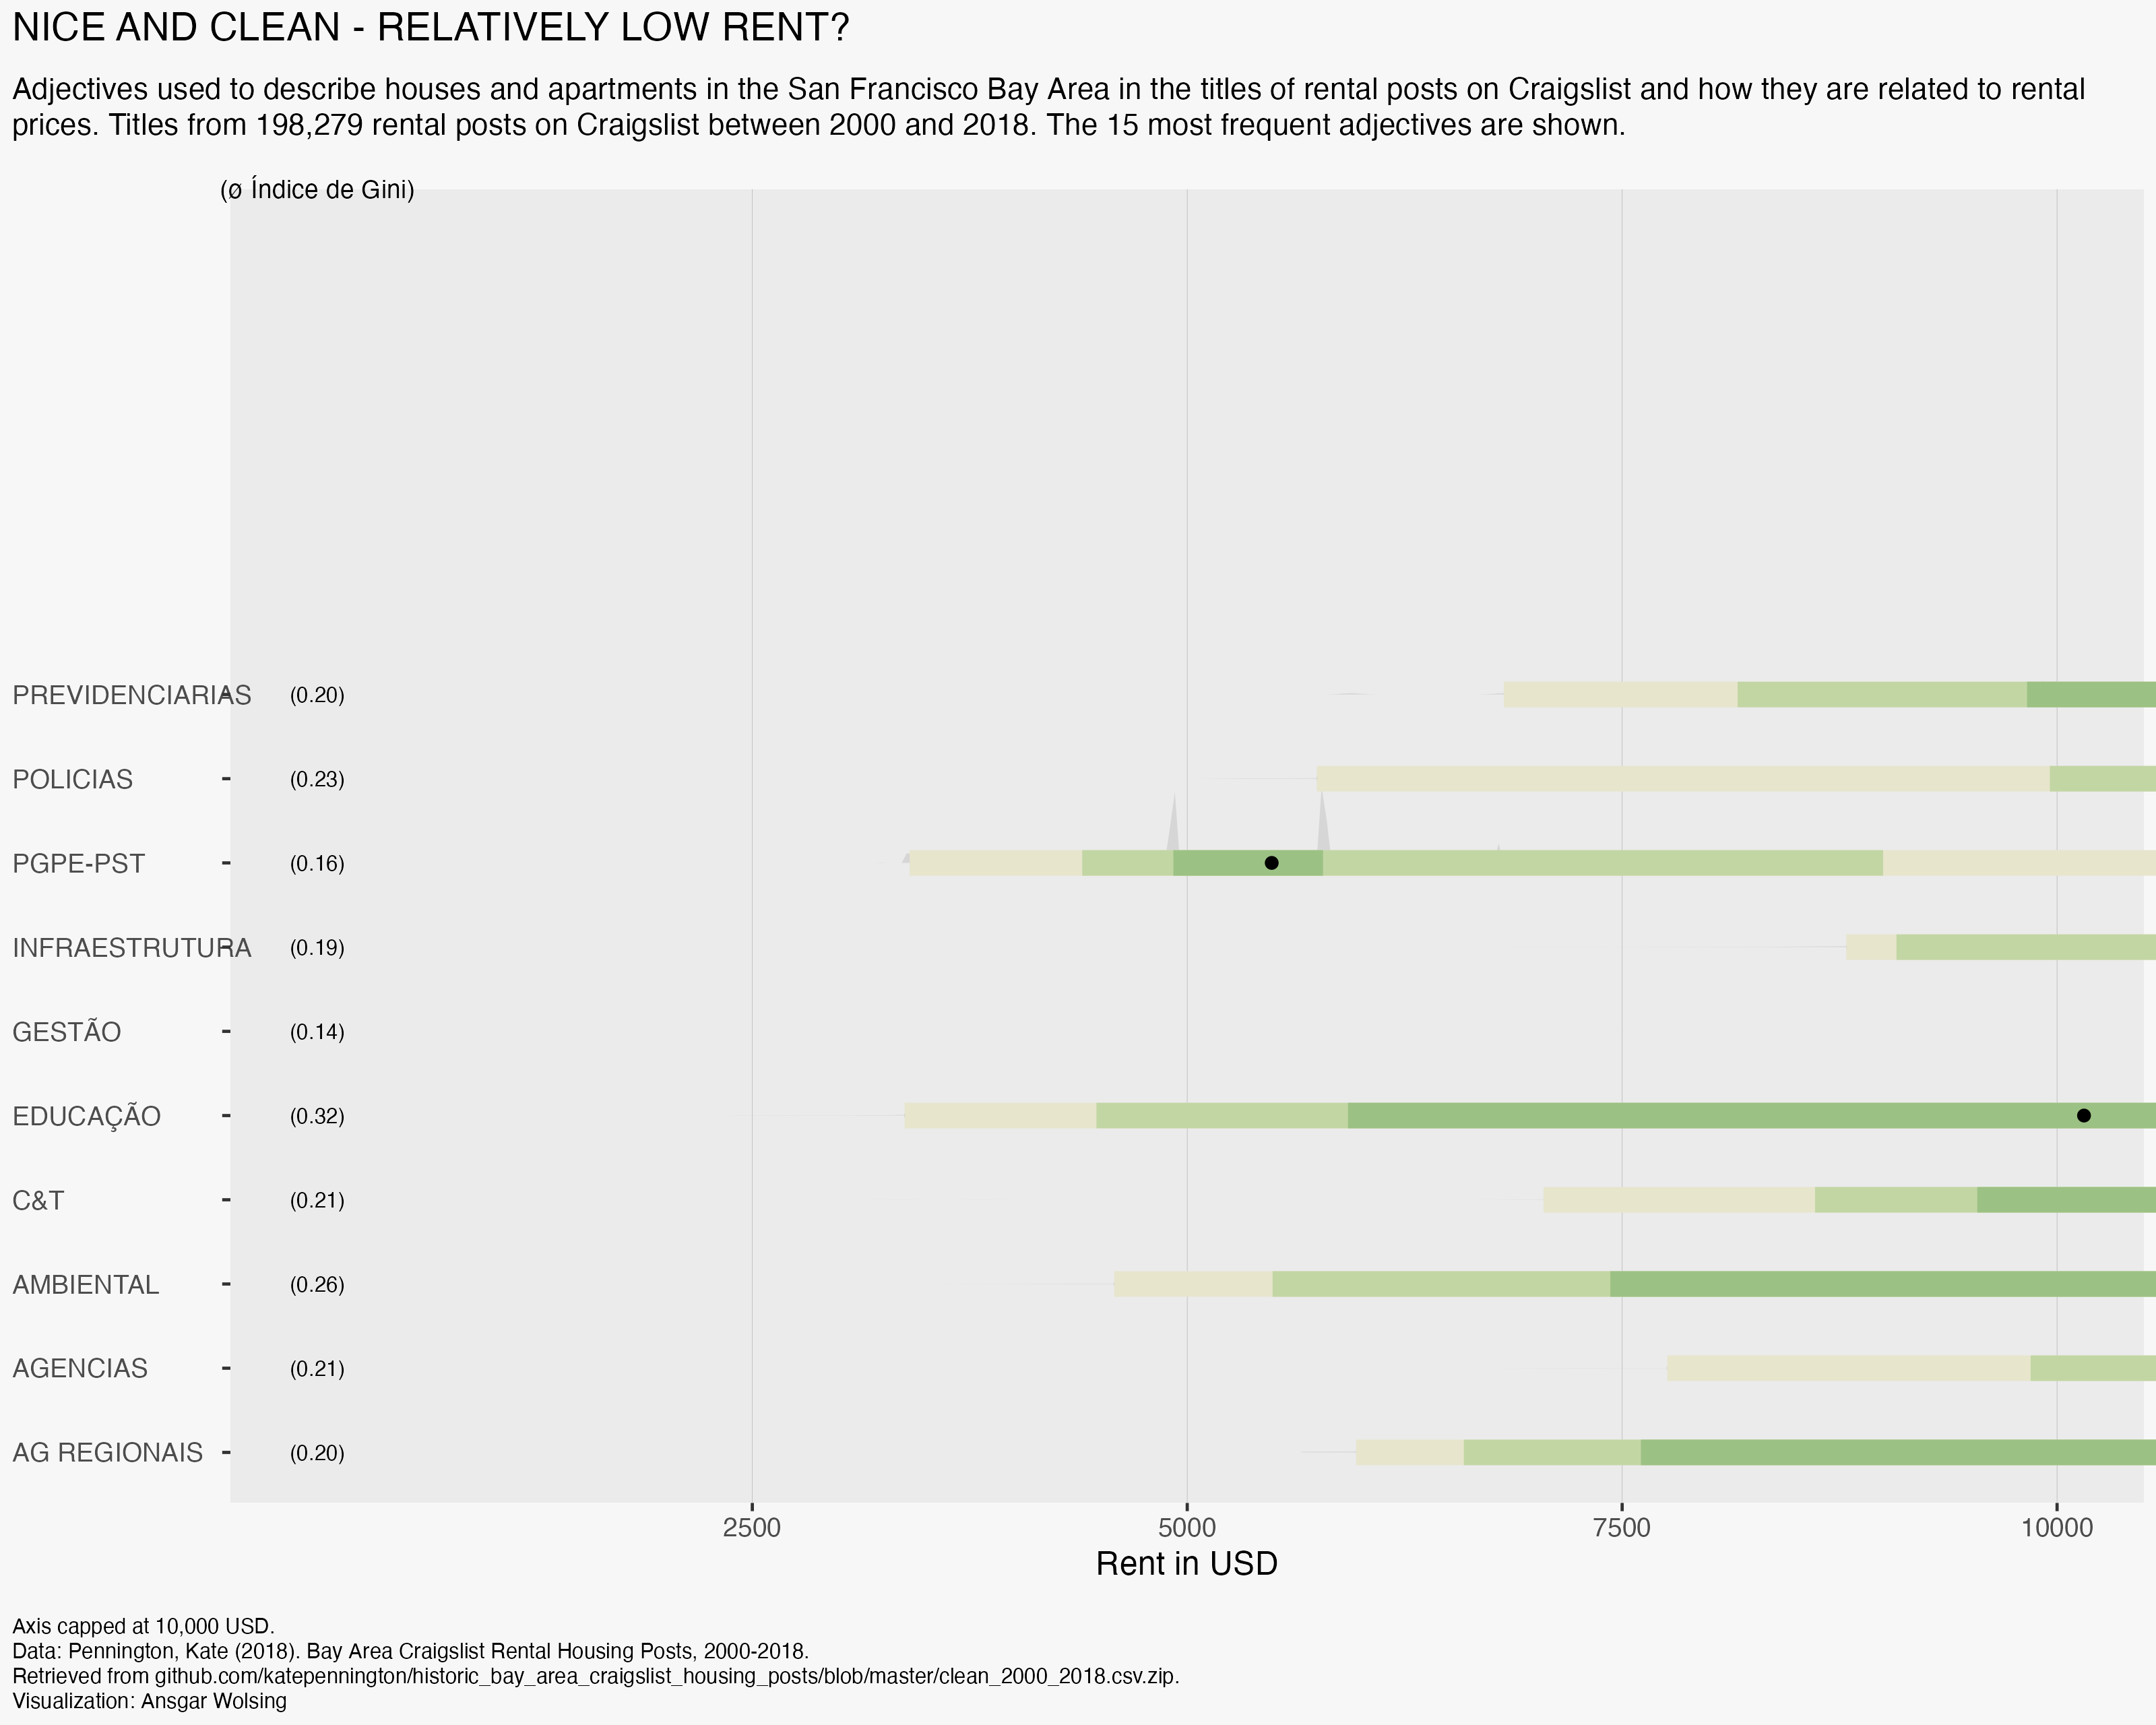 NICE AND CLEAN - RELATIVELY LOW RENT?
Adjectives used to describe houses and apartments in the San Francisco Bay Area in the titles of rental posts on Craigslist and how they are related to rental
prices. Titles from 198,279 rental posts on Craigslist between 2000 and 2018. The 15 most frequent adjectives are shown.
(ø Índice de Gini)
PREVIDENCIARIAS (0.20)
POLICIAS (0.23)
PGPE-PST (0.16)
INFRAESTRUTURA (0.19)
GESTÃO (0.14)
EDUCAÇÃO (0.32)
C&T (0.21)
AMBIENTAL (0.26)
AGENCIAS (0.21)
AG REGIONAIS (0.20)
2500 5000 7500 10000
Rent in USD
Axis capped at 10,000 USD.
Data: Pennington, Kate (2018). Bay Area Craigslist Rental Housing Posts, 2000-2018.
Retrieved from github.com/katepennington/historic_bay_area_craigslist_housing_posts/blob/master/clean_2000_2018.csv.zip.
Visualization: Ansgar Wolsing